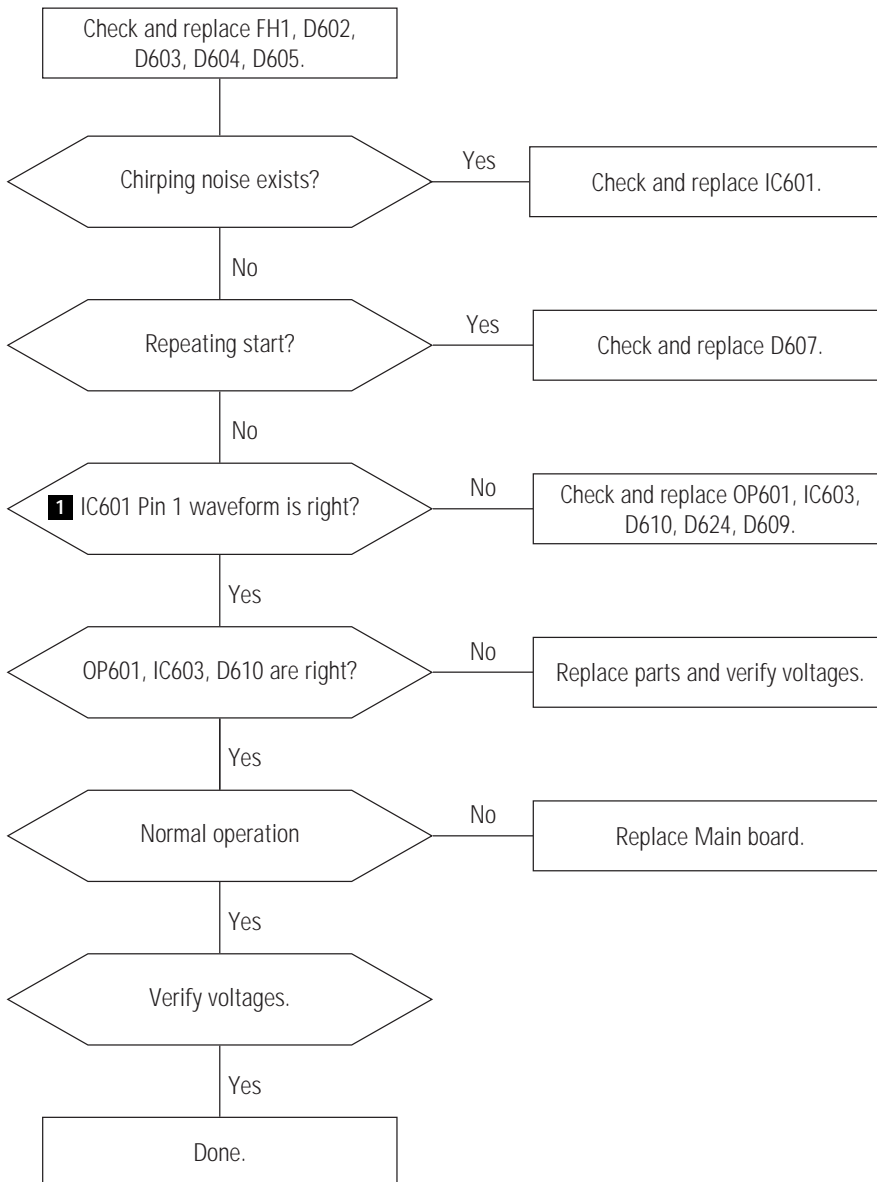 Check and replace FH1, D602,
D603, D604, D605.
Chirping noise exists?
Yes
Check and replace IC601.
No
Repeating start?
Yes
Check and replace D607.
No
1 IC601 Pin 1 waveform is right?
No
Check and replace OP601, IC603,
D610, D624, D609.
Yes
OP601, IC603, D610 are right?
No
Replace parts and verify voltages.
Yes
Normal operation
No
Replace Main board.
Yes
Verify voltages.
Yes
Done.